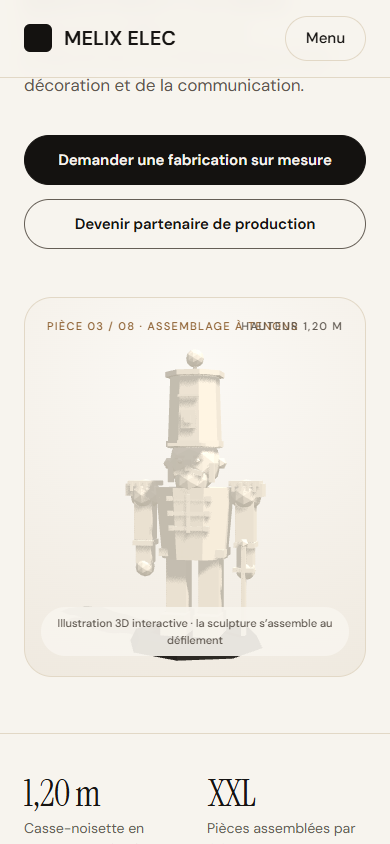 MELIX ELEC
Menu
décoration et de la communication.
Demander une fabrication sur mesure
Devenir partenaire de production
PIÈCE 03 / 08 · ASSEMBLAGE À TENONS
HAUTEUR 1,20 M
Illustration 3D interactive · la sculpture s’assemble au
défilement
1,20 m
XXL
Casse-noisette en
Pièces assemblées par